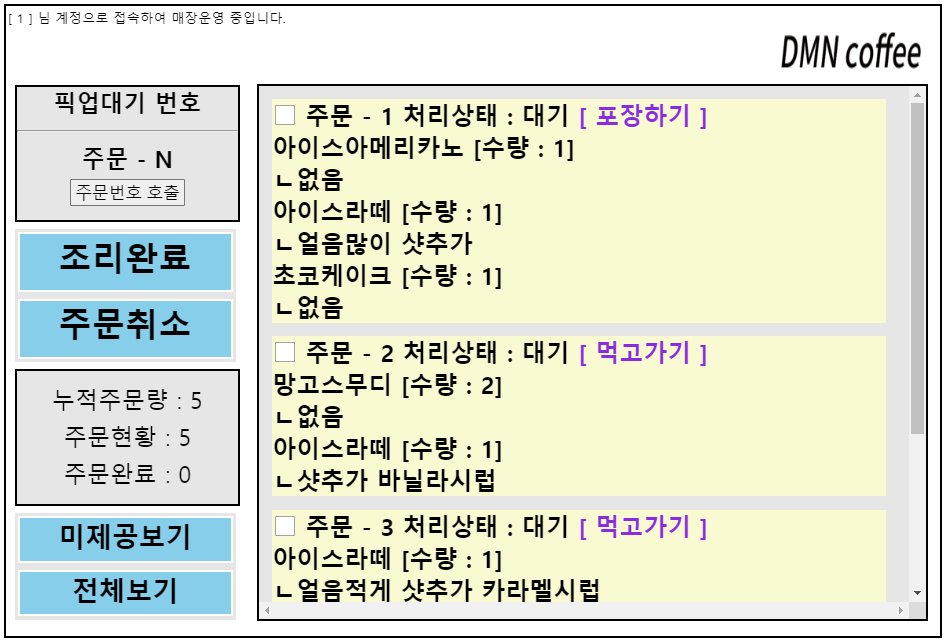 [ 1 ] 님 계정으로 접속하여 매장운영 중입니다.
DMN coffee
픽업대기 번호
주문 - N
주문번호 호출
조리완료
주문취소
누적주문량 : 5
주문현황 : 5
주문완료 : 0
미제공보기
전체보기
주문 - 1 처리상태 : 대기 [ 포장하기 ]
아이스아메리카노 [수량 : 1]
ㄴ없음
아이스라떼 [수량 : 1]
ㄴ얼음많이 샷추가
초코케이크 [수량 : 1]
ㄴ없음
주문 - 2 처리상태 : 대기 [ 먹고가기 ]
망고스무디 [수량 : 2]
ㄴ없음
아이스라떼 [수량 : 1]
ㄴ샷추가 바닐라시럽
주문 - 3 처리상태 : 대기 [ 먹고가기 ]
아이스라떼 [수량 : 1]
ㄴ얼음적게 샷추가 카라멜시럽